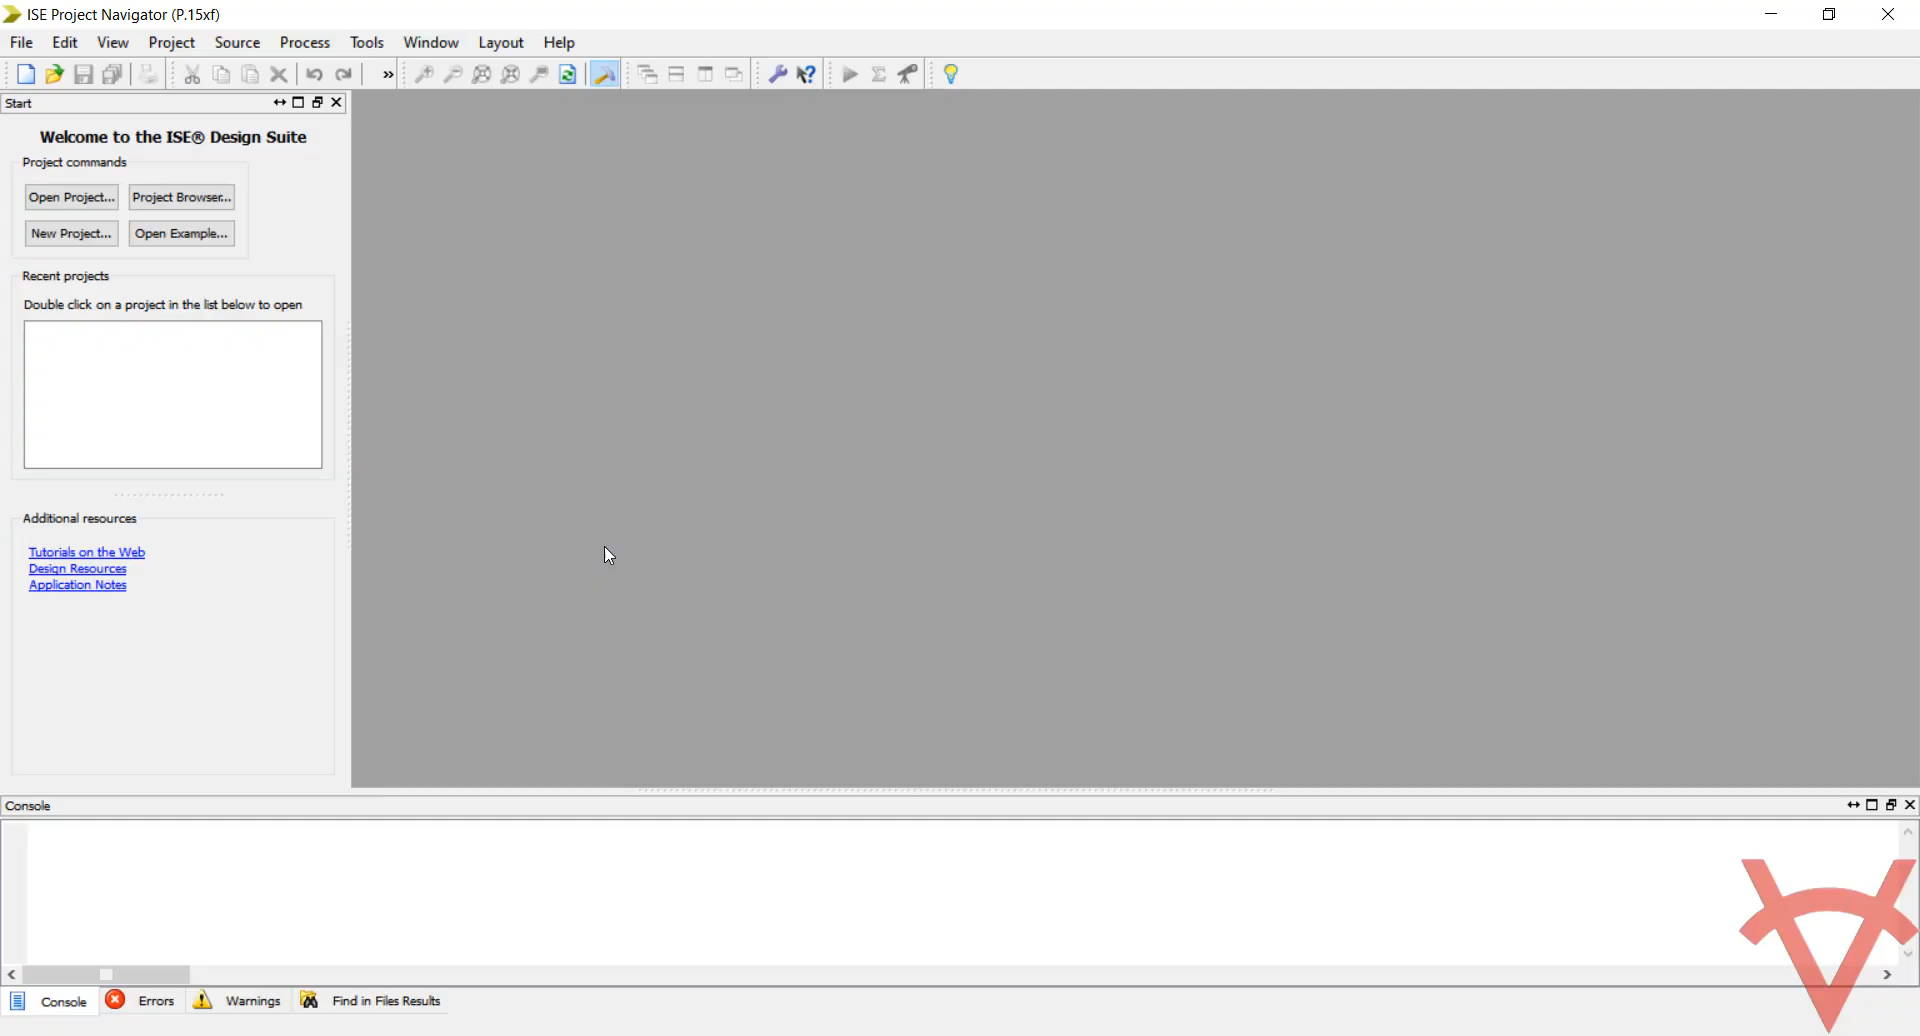 ISE Project Navigator (P.15xf)
File Edit View Project Source Process Tools Window Layout Help
»
Start
Welcome to the ISE® Design Suite
Project commands
Open Project... Project Browser...
New Project... Open Example...
Recent projects
Double click on a project in the list below to open
Additional resources
Tutorials on the Web
Design Resources
Application Notes
Console
Console Errors Warnings Find in Files Results